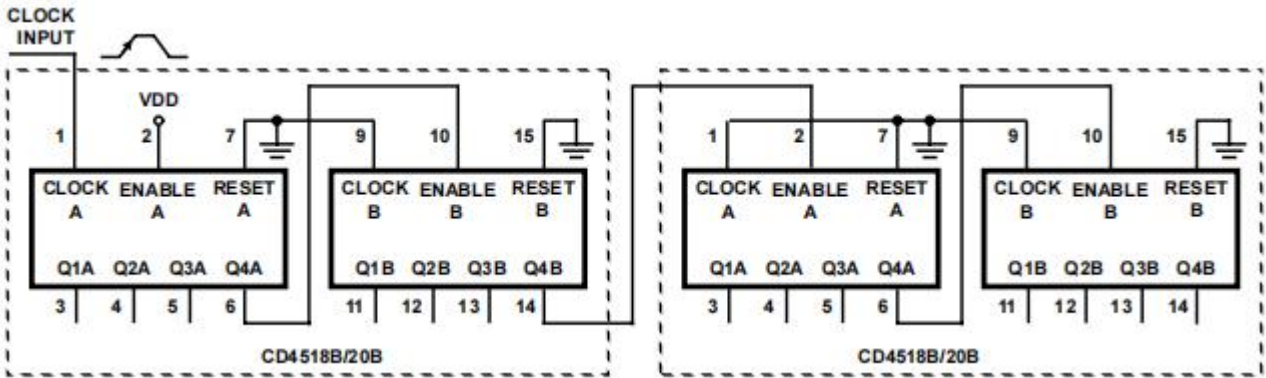 CLOCK
INPUT
VDD
1 2 7 9 10 15 1 2 7 9 10 15
CLOCK ENABLE RESET CLOCK ENABLE RESET CLOCK ENABLE RESET CLOCK ENABLE RESET
A A A B B B A A A B B B
Q1A Q2A Q3A Q4A Q1B Q2B Q3B Q4B Q1A Q2A Q3A Q4A Q1B Q2B Q3B Q4B
3 4 5 6 11 12 13 14 3 4 5 6 11 12 13 14
CD4518B/20B CD4518B/20B